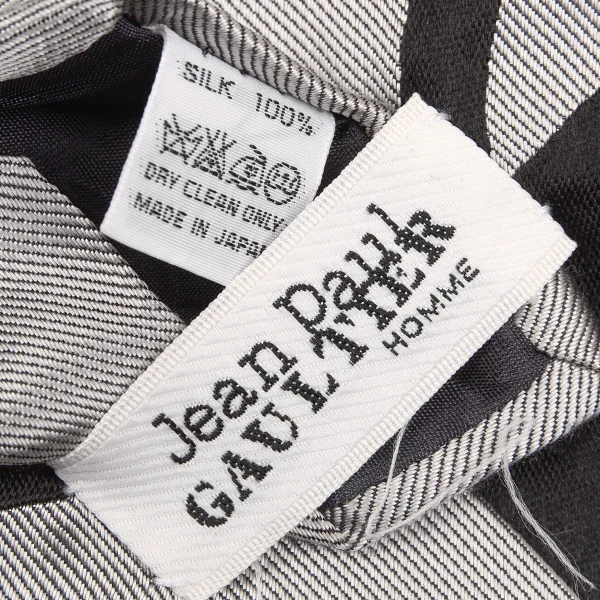 SILK 100%
DRY CLEAN ONLY
MADE IN JAPAN
Jean Paul
GAULTIER
HOMME